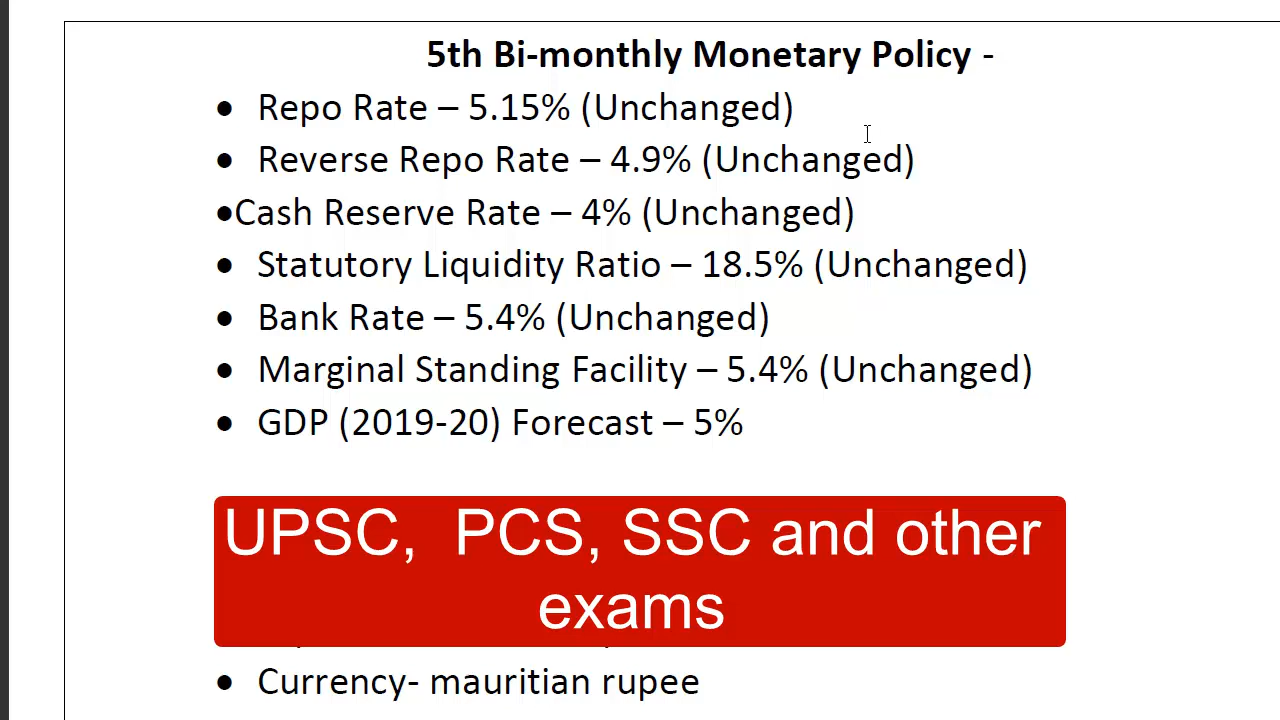 5th Bi-monthly Monetary Policy -
• Repo Rate – 5.15% (Unchanged)
• Reverse Repo Rate – 4.9% (Unchanged)
•Cash Reserve Rate – 4% (Unchanged)
• Statutory Liquidity Ratio – 18.5% (Unchanged)
• Bank Rate – 5.4% (Unchanged)
• Marginal Standing Facility – 5.4% (Unchanged)
• GDP (2019-20) Forecast – 5%
UPSC, PCS, SSC and other
exams
• Currency- mauritian rupee